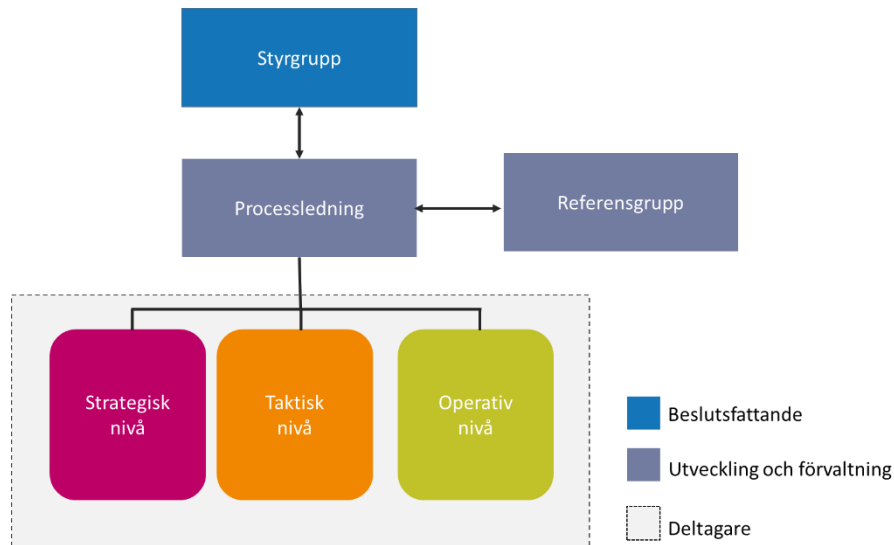 Styrgrupp
Processledning
Referensgrupp
Strategisk
nivå
Taktisk
nivå
Operativ
nivå
Beslutsfattande
Utveckling och förvaltning
Deltagare